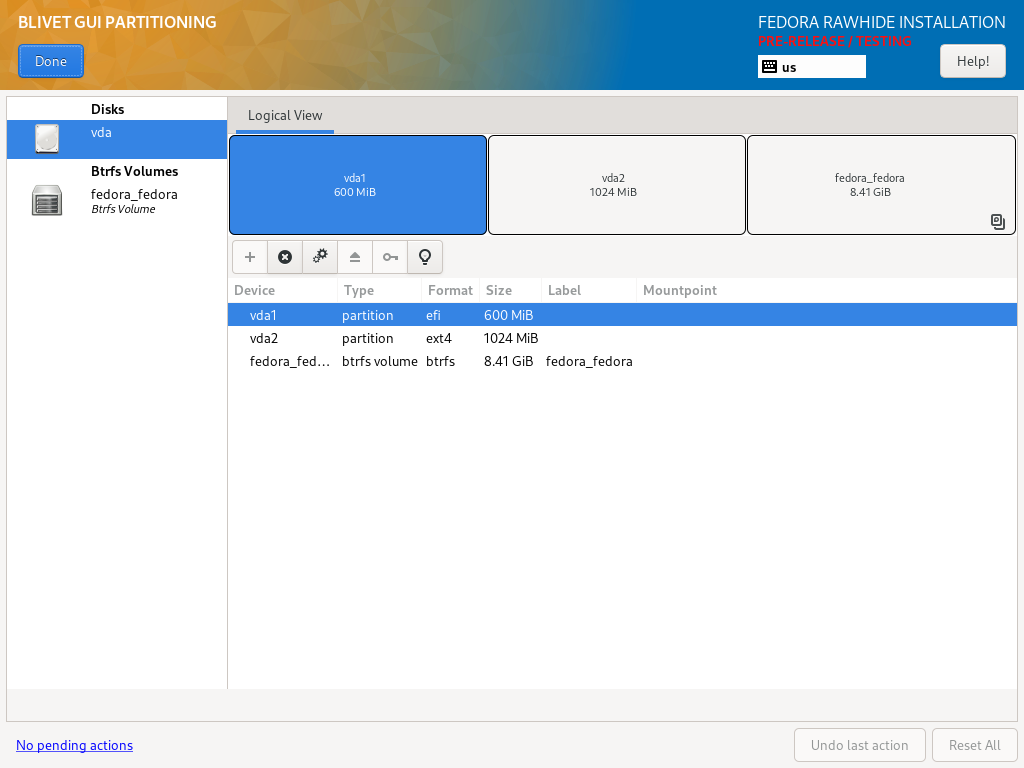 BLIVET GUI PARTITIONING
FEDORA RAWHIDE INSTALLATION
PRE-RELEASE / TESTING
Done
us
Help!
Disks
vda
Btrfs Volumes
fedora_fedora
Btrfs Volume
Logical View
vda1
600 MiB
vda2
1024 MiB
fedora_fedora
8.41 GiB
Device Type Format Size Label Mountpoint
vda1 partition efi 600 MiB
vda2 partition ext4 1024 MiB
fedora_fed... btrfs volume btrfs 8.41 GiB fedora_fedora
No pending actions
Undo last action
Reset All